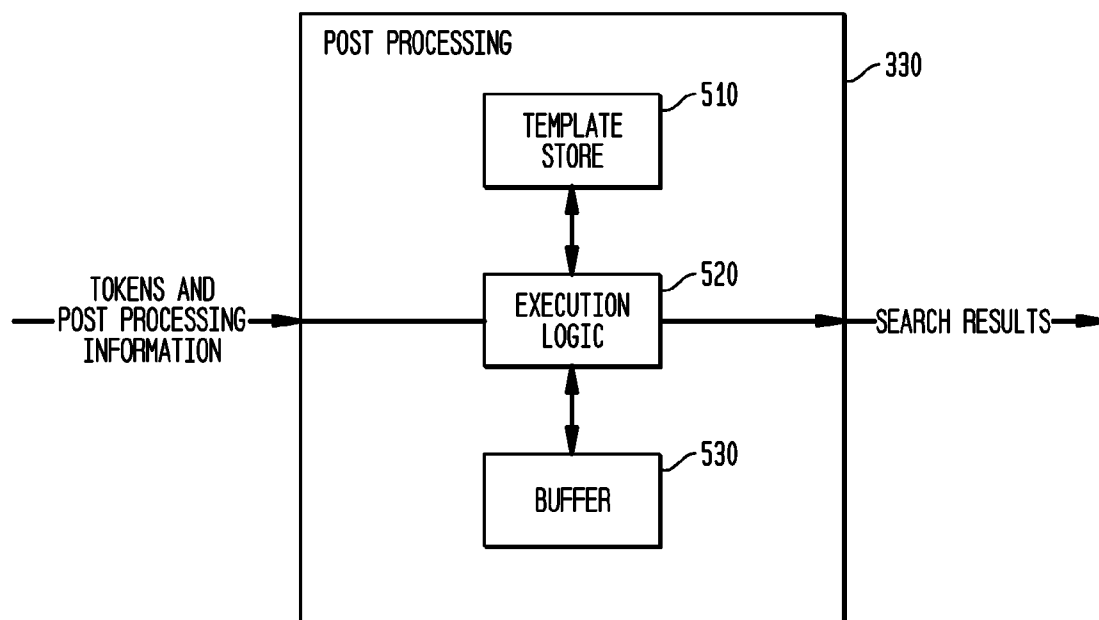 POST PROCESSING
330
510
TEMPLATE
STORE
520
TOKENS AND
POST PROCESSING
INFORMATION
EXECUTION
LOGIC
SEARCH RESULTS
530
BUFFER